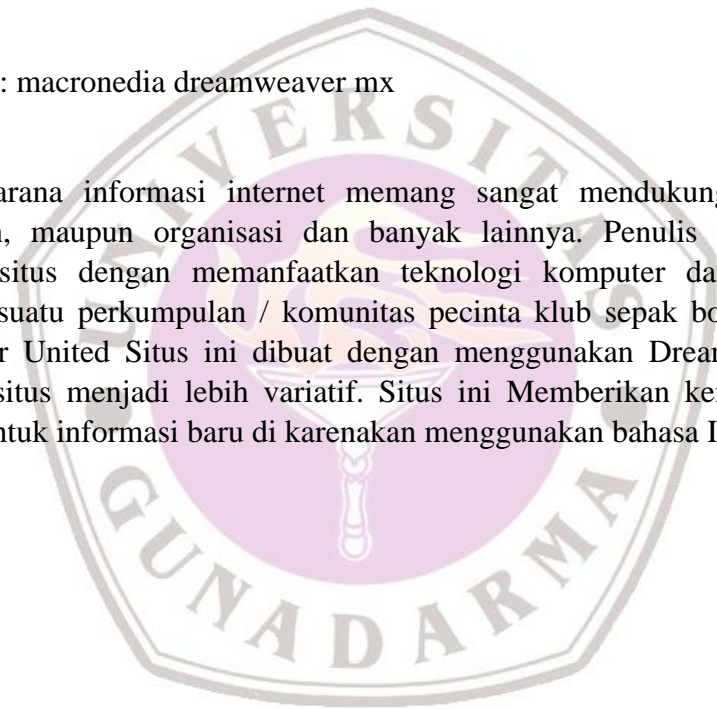 : macronedia dreamweaver mx
arana informasi internet memang sangat mendukung
, maupun organisasi dan banyak lainnya. Penulis
situs dengan memanfaatkan teknologi komputer da
suatu perkumpulan / komunitas pecinta klub sepak bo
r United Situs ini dibuat dengan menggunakan Drea
situs menjadi lebih variatif. Situs ini Memberikan ke
ntuk informasi baru di karenakan menggunakan bahasa I
UNIVERSITAS
GUNADARMA